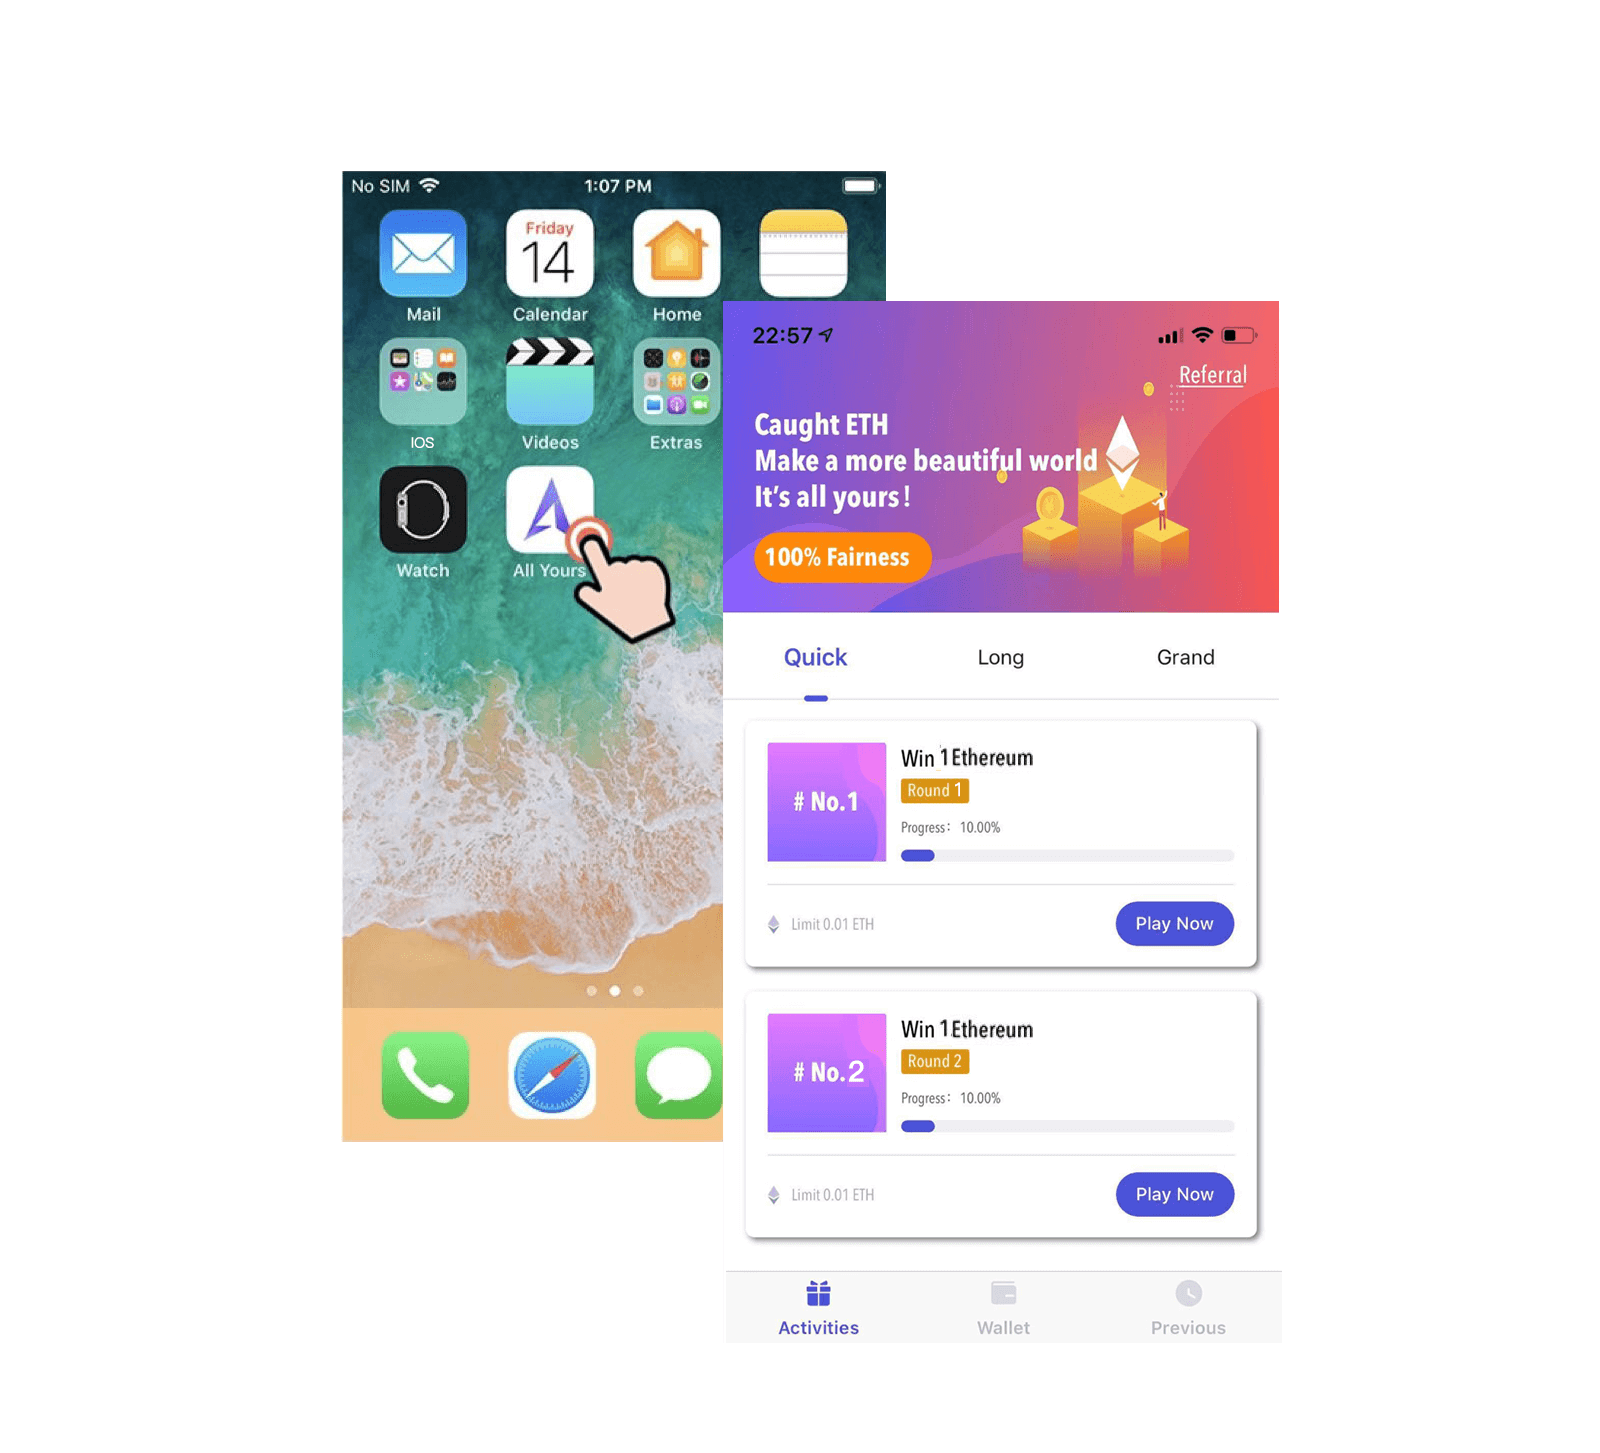 No SIM
1:07 PM
Friday
14
Mail
Calendar
Home
IOS
Videos
Extras
Watch
All Yours
22:57
Referral
Caught ETH
Make a more beautiful world
It's all yours!
100% Fairness
Quick
Long
Grand
# No.1
Win 1 Ethereum
Round 1
Progress: 10.00%
Limit 0.01 ETH
Play Now
# No.2
Win 1 Ethereum
Round 2
Progress: 10.00%
Limit 0.01 ETH
Play Now
Activities
Wallet
Previous